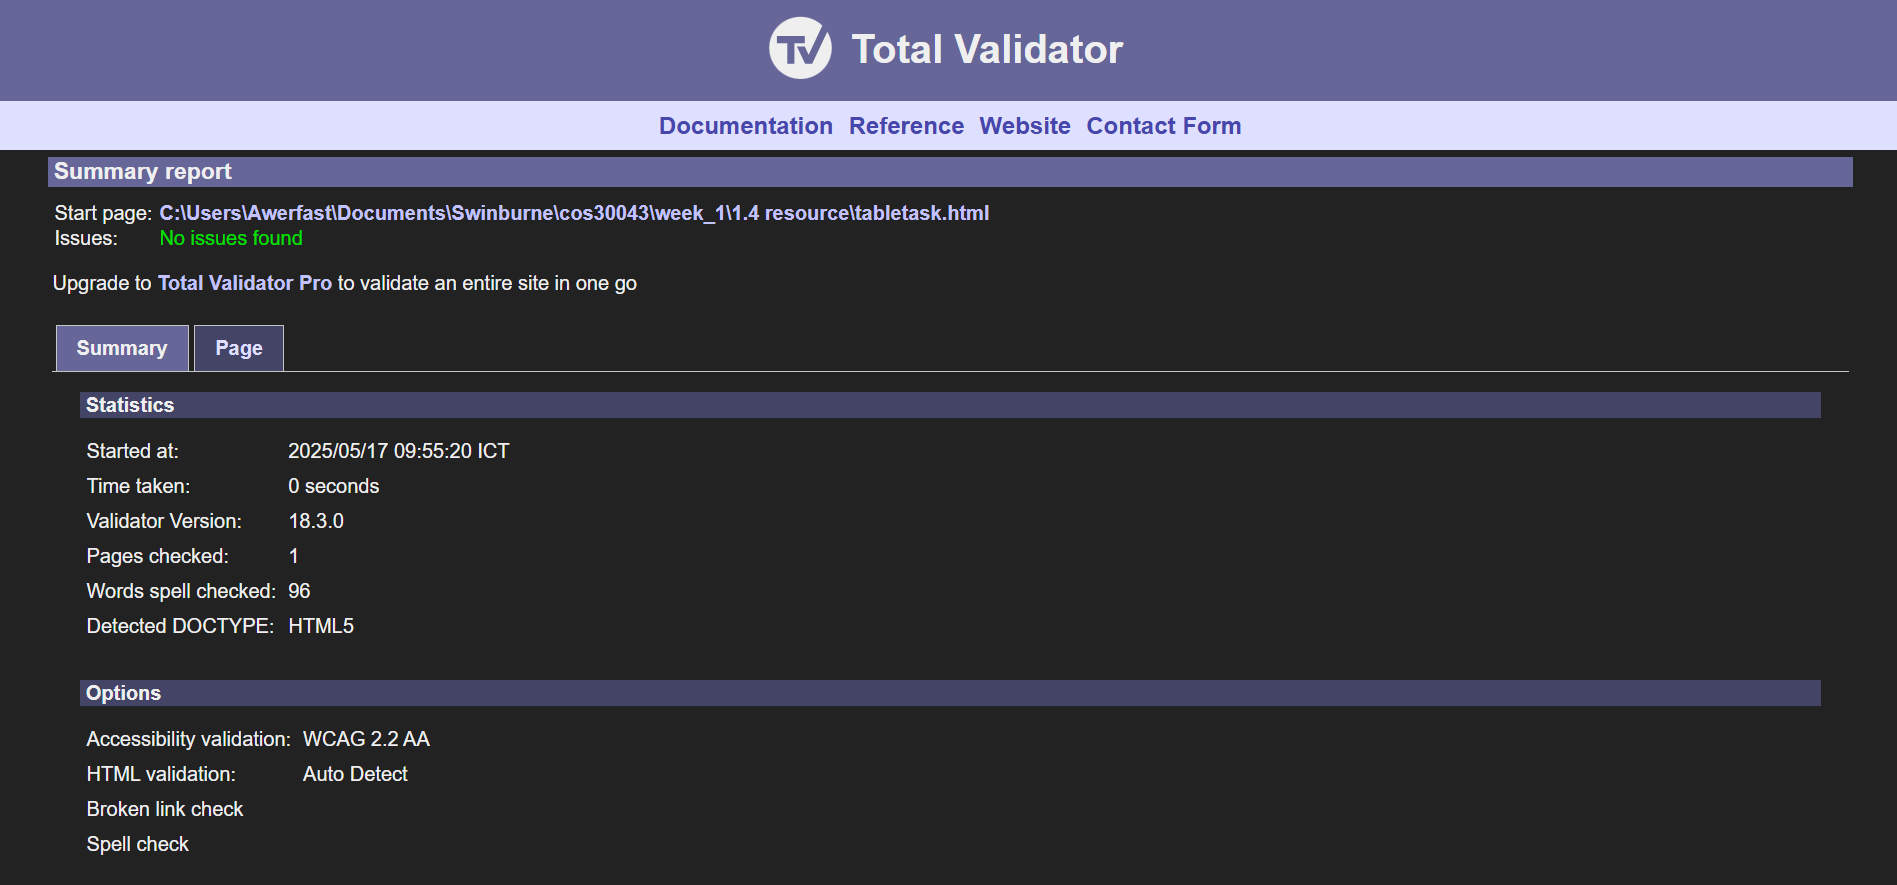 TV Total Validator
Documentation Reference Website Contact Form
Summary report
Start page: C:\Users\Awerfast\Documents\Swinburne\cos30043\week_1\1.4 resource\tabletask.html
Issues: No issues found
Upgrade to Total Validator Pro to validate an entire site in one go
Summary Page
Statistics
Started at: 2025/05/17 09:55:20 ICT
Time taken: 0 seconds
Validator Version: 18.3.0
Pages checked: 1
Words spell checked: 96
Detected DOCTYPE: HTML5
Options
Accessibility validation: WCAG 2.2 AA
HTML validation: Auto Detect
Broken link check
Spell check